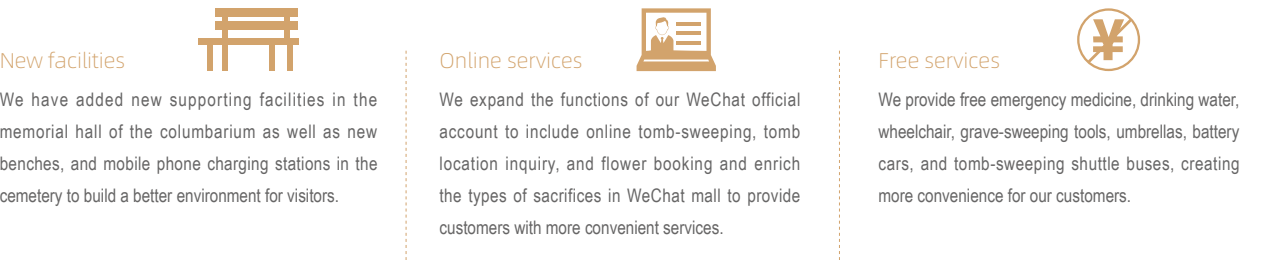 New facilities
We have added new supporting facilities in the
memorial hall of the columbarium as well as new
benches, and mobile phone charging stations in the
cemetery to build a better environment for visitors.
Online services
We expand the functions of our WeChat official
account to include online tomb-sweeping, tomb
location inquiry, and flower booking and enrich
the types of sacrifices in WeChat mall to provide
customers with more convenient services.
¥
Free services
We provide free emergency medicine, drinking water,
wheelchair, grave-sweeping tools, umbrellas, battery
cars, and tomb-sweeping shuttle buses, creating
more convenience for our customers.